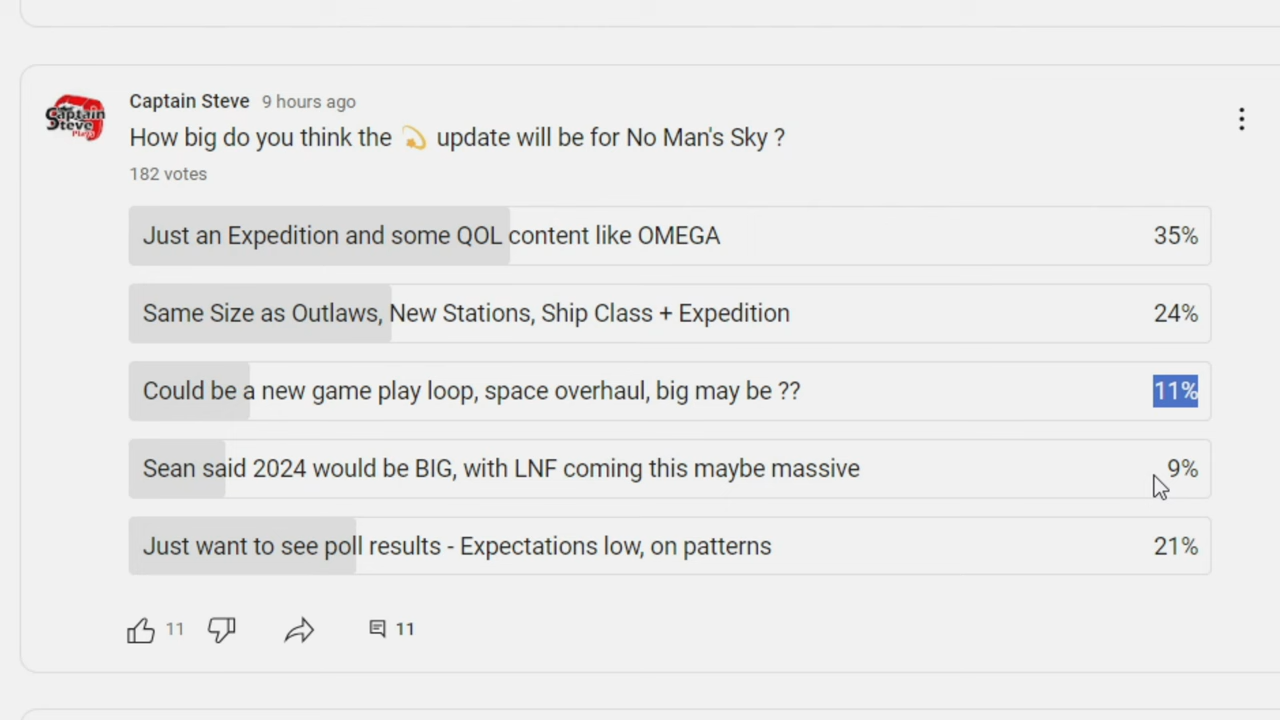 Captain Steve Plays
Captain Steve 9 hours ago
How big do you think the 💫 update will be for No Man's Sky ?
182 votes
Just an Expedition and some QOL content like OMEGA 35%
Same Size as Outlaws, New Stations, Ship Class + Expedition 24%
Could be a new game play loop, space overhaul, big may be ?? 11%
Sean said 2024 would be BIG, with LNF coming this maybe massive 9%
Just want to see poll results - Expectations low, on patterns 21%
11 11